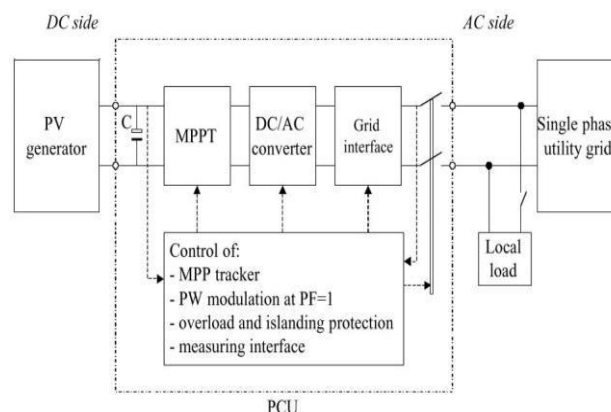 DC side
AC side
PV
generator
C
MPPT
DC/AC
converter
Grid
interface
Single phase
utility grid
Control of:
- MPP tracker
- PW modulation at PF=1
- overload and islanding protection
- measuring interface
Local
load
PCU